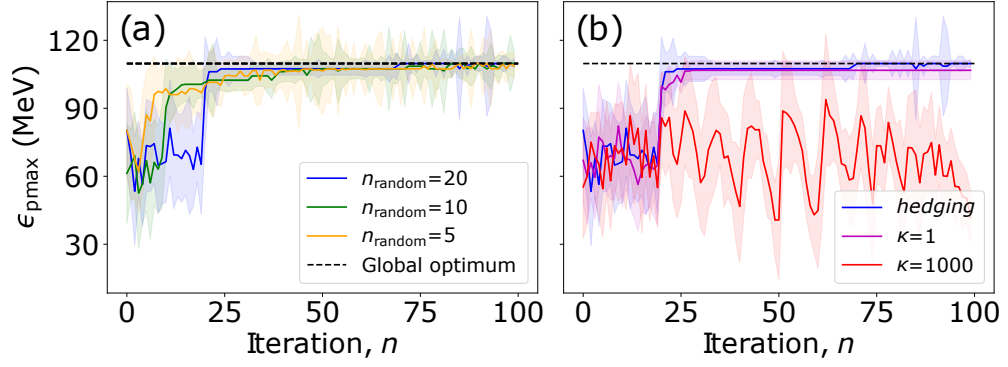 (a)
ϵpmax (MeV)
120
90
60
30
nrandom=20
nrandom=10
nrandom=5
Global optimum
0
25
50
75
100
Iteration, n
(b)
hedging
κ=1
κ=1000
0
25
50
75
100
Iteration, n